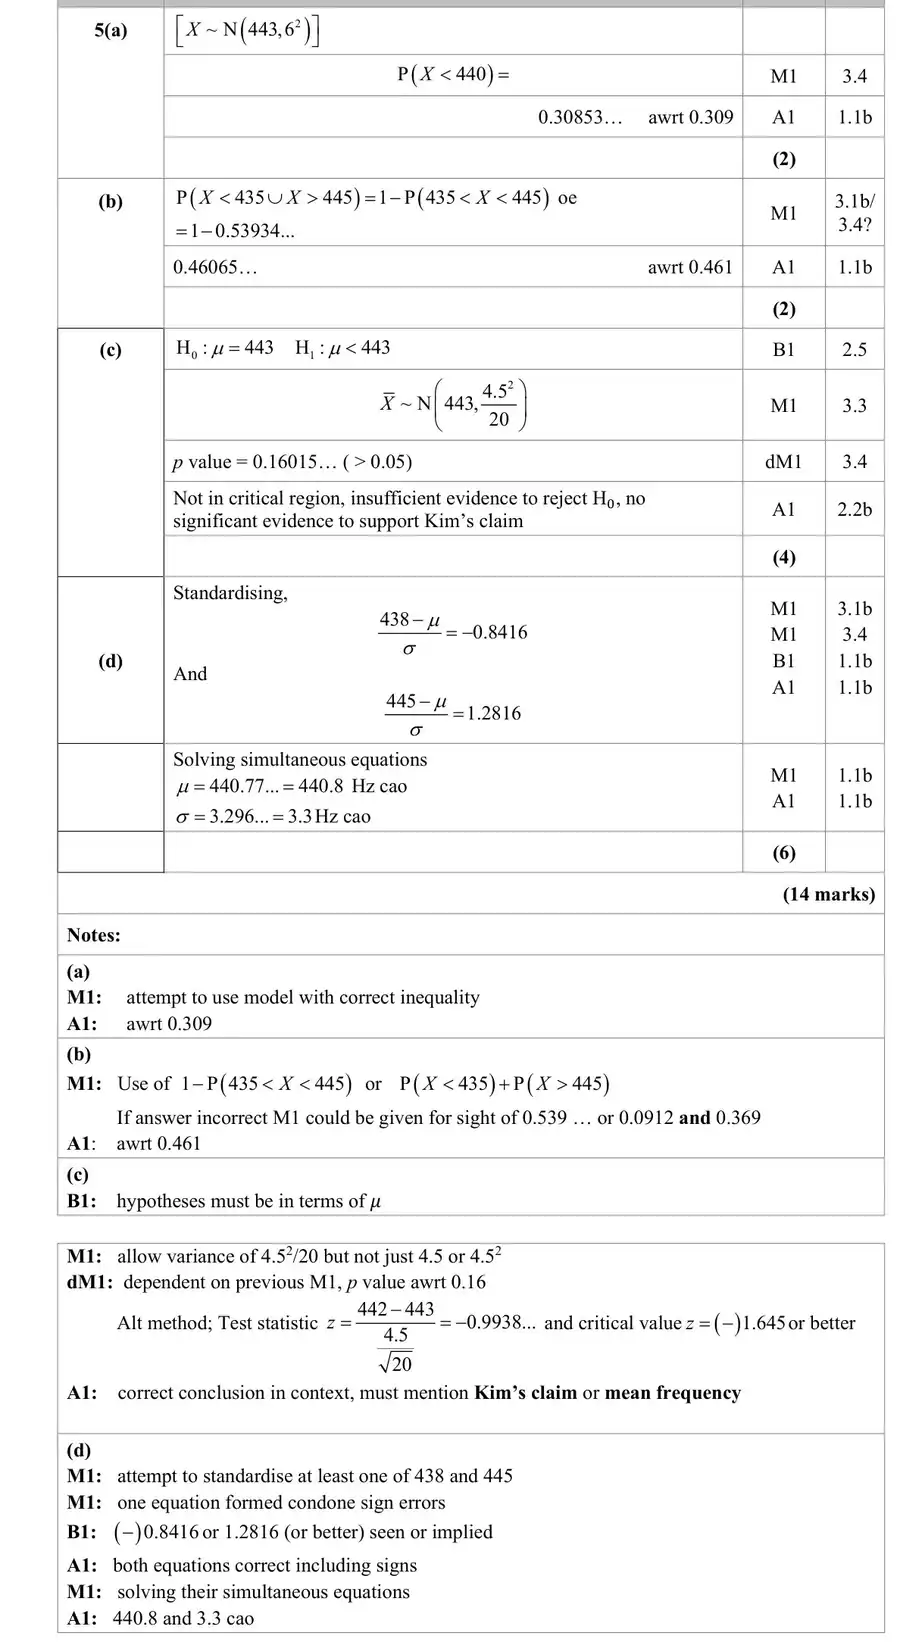 5(a) [X ~ N(443, 6²)]
P(X < 440) = M1 3.4
0.30853… awrt 0.309 A1 1.1b
(2)
(b) P(X < 435 ∪ X > 445) = 1 − P(435 < X < 445) oe
= 1 − 0.53934... M1 3.1b/ 3.4?
0.46065… awrt 0.461 A1 1.1b
(2)
(c) H₀ : μ = 443 H₁ : μ < 443 B1 2.5
X̄ ~ N(443, 4.5²/20) M1 3.3
p value = 0.16015… ( > 0.05) dM1 3.4
Not in critical region, insufficient evidence to reject H₀, no
significant evidence to support Kim's claim A1 2.2b
(4)
(d) Standardising,
(438 − μ)/σ = −0.8416
And
(445 − μ)/σ = 1.2816
M1 3.1b
M1 3.4
B1 1.1b
A1 1.1b
Solving simultaneous equations
μ = 440.77... = 440.8 Hz cao M1 1.1b
σ = 3.296... = 3.3 Hz cao A1 1.1b
(6)
(14 marks)
Notes:
(a)
M1: attempt to use model with correct inequality
A1: awrt 0.309
(b)
M1: Use of 1 − P(435 < X < 445) or P(X < 435) + P(X > 445)
If answer incorrect M1 could be given for sight of 0.539 … or 0.0912 and 0.369
A1: awrt 0.461
(c)
B1: hypotheses must be in terms of μ
M1: allow variance of 4.5²/20 but not just 4.5 or 4.5²
dM1: dependent on previous M1, p value awrt 0.16
Alt method; Test statistic z = (442 − 443)/(4.5/√20) = −0.9938... and critical value z = (−)1.645 or better
A1: correct conclusion in context, must mention Kim's claim or mean frequency
(d)
M1: attempt to standardise at least one of 438 and 445
M1: one equation formed condone sign errors
B1: (−)0.8416 or 1.2816 (or better) seen or implied
A1: both equations correct including signs
M1: solving their simultaneous equations
A1: 440.8 and 3.3 cao